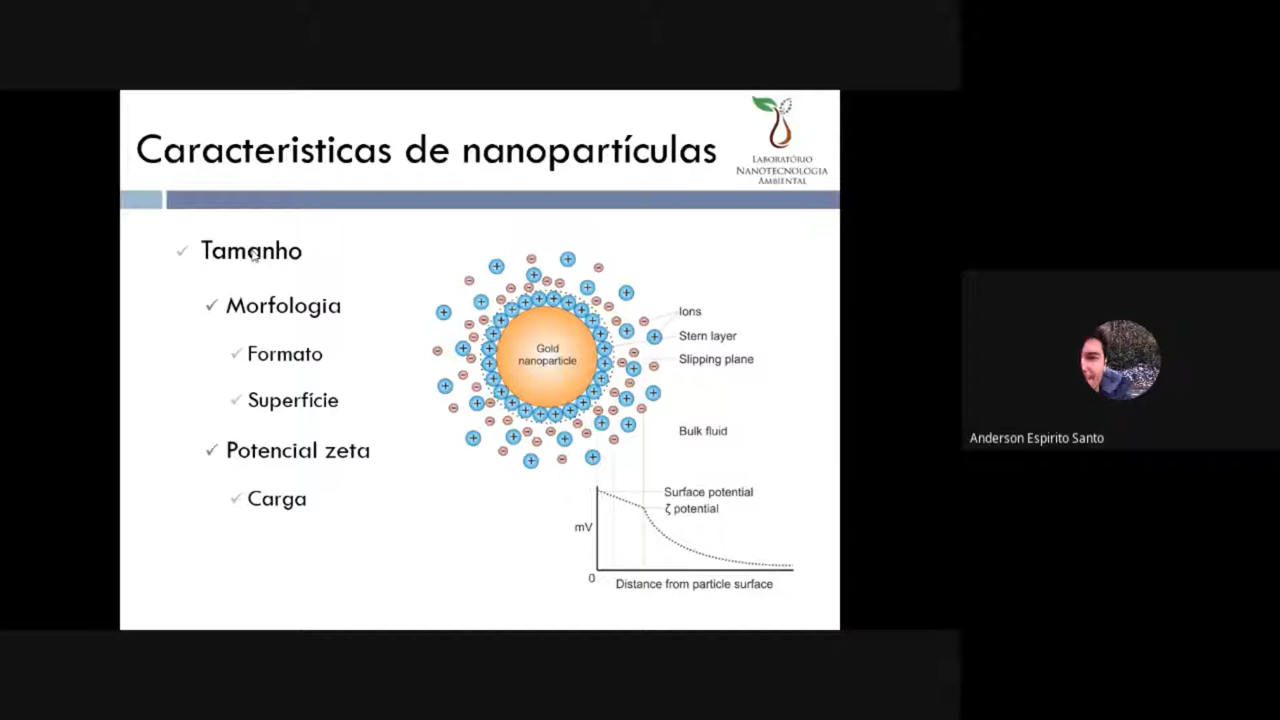 Caracteristicas de nanopartículas
LABORATÓRIO
NANOTECNOLOGIA
AMBIENTAL
Tamanho
Morfologia
Formato
Superfície
Potencial zeta
Carga
Gold
nanoparticle
Ions
Stern layer
Slipping plane
Bulk fluid
Surface potential
ζ potential
mV
0
Distance from particle surface
Anderson Espirito Santo